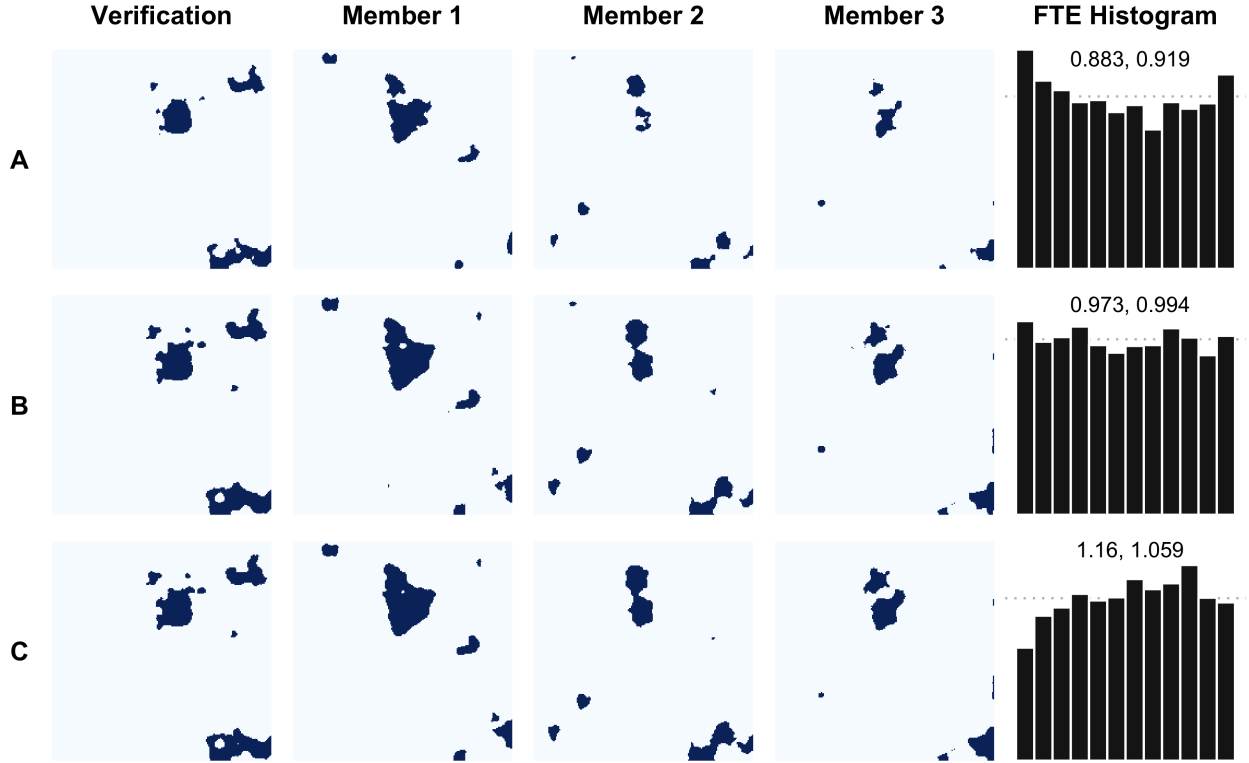 Verification Member 1 Member 2 Member 3 FTE Histogram
A 0.883, 0.919
B 0.973, 0.994
C 1.16, 1.059